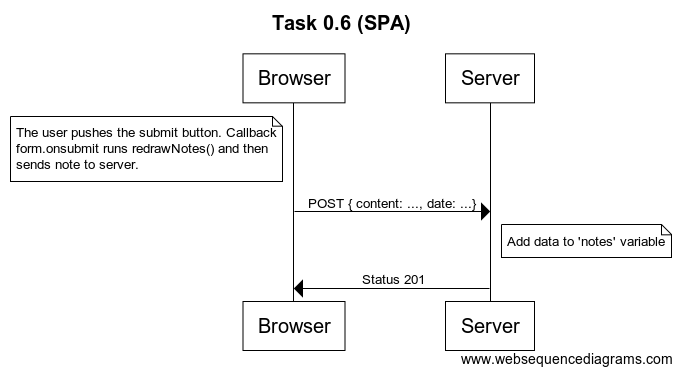 Task 0.6 (SPA)
Browser
Server
The user pushes the submit button. Callback
form.onsubmit runs redrawNotes() and then
sends note to server.
POST { content: ..., date: ...}
Add data to 'notes' variable
Status 201
Browser
Server
www.websequencediagrams.com